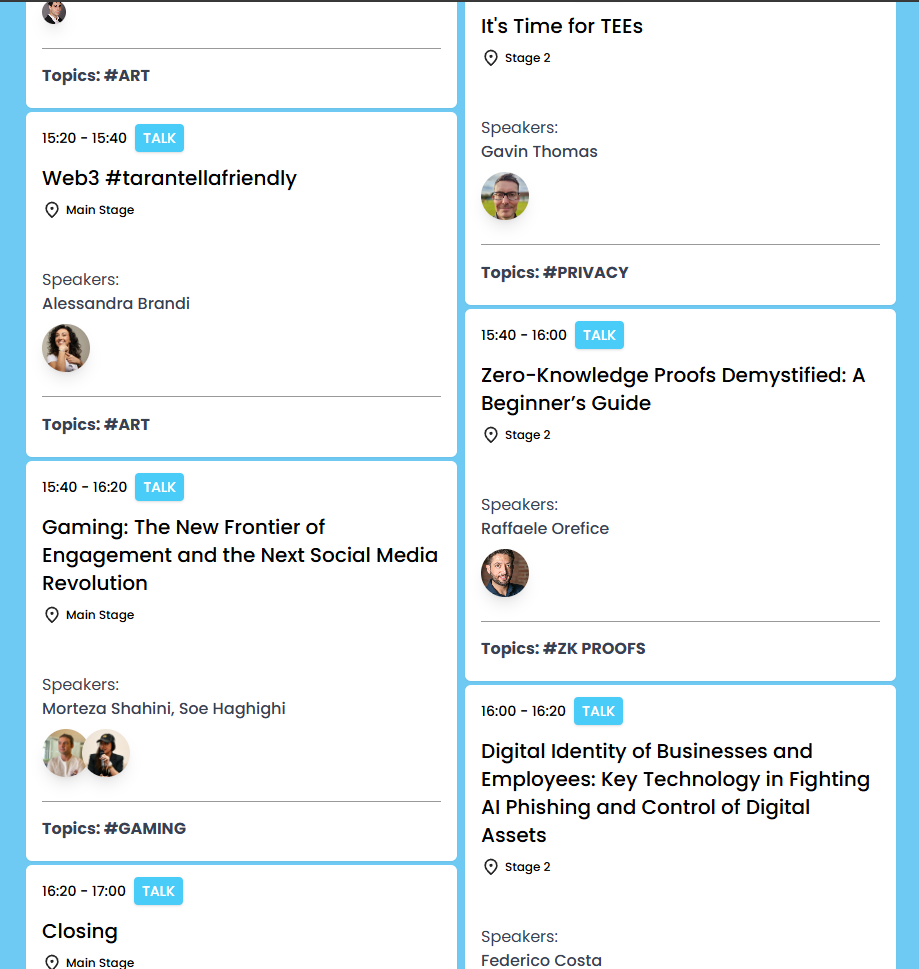 Topics: #ART
15:20 - 15:40 TALK
Web3 #tarantellafriendly
Main Stage
Speakers:
Alessandra Brandi
Topics: #ART
15:40 - 16:20 TALK
Gaming: The New Frontier of
Engagement and the Next Social Media
Revolution
Main Stage
Speakers:
Morteza Shahini, Soe Haghighi
Topics: #GAMING
16:20 - 17:00 TALK
Closing
Main Stage
It's Time for TEEs
Stage 2
Speakers:
Gavin Thomas
Topics: #PRIVACY
15:40 - 16:00 TALK
Zero-Knowledge Proofs Demystified: A
Beginner’s Guide
Stage 2
Speakers:
Raffaele Orefice
Topics: #ZK PROOFS
16:00 - 16:20 TALK
Digital Identity of Businesses and
Employees: Key Technology in Fighting
AI Phishing and Control of Digital
Assets
Stage 2
Speakers:
Federico Costa